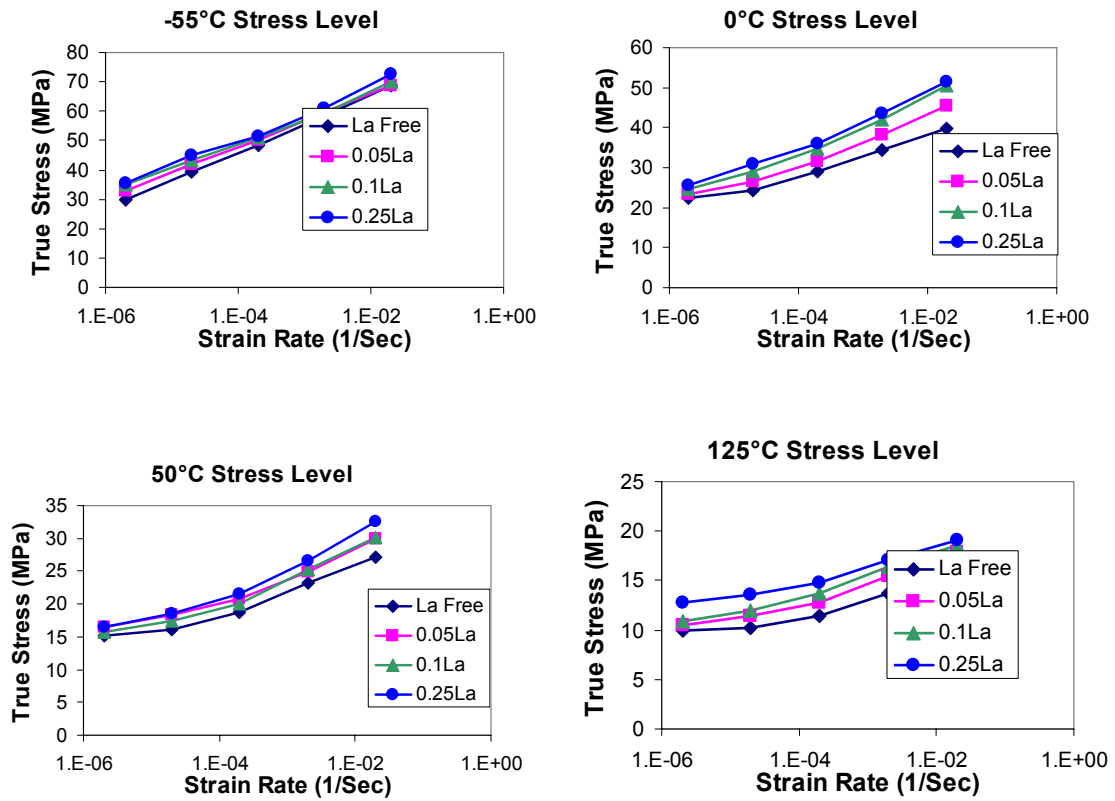 -55°C Stress Level
80
70
60
50
40
30
20
10
0
True Stress (MPa)
1.E-06
1.E-04
1.E-02
1.E+00
Strain Rate (1/Sec)
La Free
0.05La
0.1La
0.25La
0°C Stress Level
60
50
40
30
20
10
0
True Stress (MPa)
1.E-06
1.E-04
1.E-02
1.E+00
Strain Rate (1/Sec)
La Free
0.05La
0.1La
0.25La
50°C Stress Level
35
30
25
20
15
10
5
0
True Stress (MPa)
1.E-06
1.E-04
1.E-02
1.E+00
Strain Rate (1/Sec)
La Free
0.05La
0.1La
0.25La
125°C Stress Level
25
20
15
10
5
0
True Stress (MPa)
1.E-06
1.E-04
1.E-02
1.E+00
Strain Rate (1/Sec)
La Free
0.05La
0.1La
0.25La